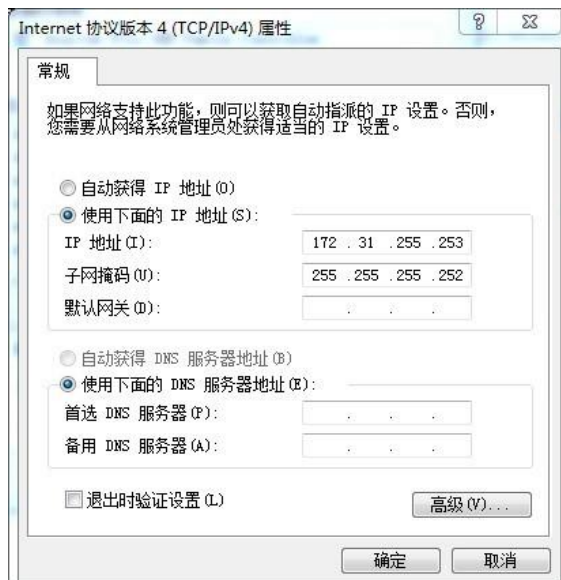 Internet 协议版本 4 (TCP/IPv4) 属性
常规
如果网络支持此功能，则可以获取自动指派的 IP 设置。否则，
您需要从网络系统管理员处获得适当的 IP 设置。
自动获得 IP 地址(O)
使用下面的 IP 地址(S):
IP 地址(I): 172 . 31 .255 .253
子网掩码(U): 255 .255 .255 .252
默认网关(D): . . .
自动获得 DNS 服务器地址(B)
使用下面的 DNS 服务器地址(E):
首选 DNS 服务器(P): . . .
备用 DNS 服务器(A): . . .
退出时验证设置(L)
高级(V)...
确定 取消